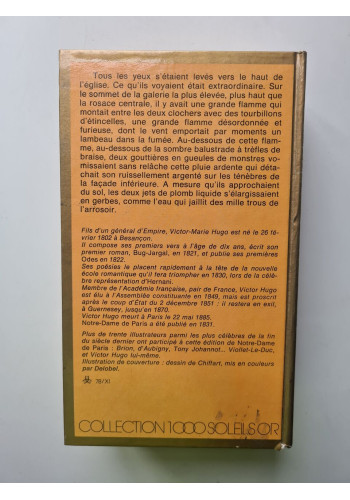 Tous les yeux s'étaient levés vers le haut de
l'église. Ce qu'ils voyaient était extraordinaire. Sur
le sommet de la galerie la plus élevée, plus haut que
la rosace centrale, il y avait une grande flamme qui
montait entre les deux clochers avec des tourbillons
d'étincelles, une grande flamme désordonnée et
furieuse, dont le vent emportait par moments un
lambeau dans la fumée. Au-dessous de cette flam-
me, au-dessous de la sombre balustrade à trèfles de
braise, deux gouttières en gueules de monstres vo-
missaient sans relâche cette pluie ardente qui déta-
chait son ruissellement argenté sur les ténèbres de
la façade inférieure. A mesure qu'ils approchaient
du sol, les deux jets de plomb liquide s'élargissaient
en gerbes, comme l'eau qui jaillit des mille trous de
l'arrosoir.
Fils d'un général d'Empire, Victor-Marie Hugo est né le 26 fé-
vrier 1802 à Besançon.
Il compose ses premiers vers à l'âge de dix ans, écrit son
premier roman, Bug-Jargal, en 1821, et publie ses premières
Odes en 1822.
Ses poésies le placent rapidement à la tête de la nouvelle
école romantique qu'il fera triompher en 1830, lors de la célè-
bre représentation d'Hernani.
Membre de l'Académie française, pair de France, Victor Hugo
est élu à l'Assemblée constituante en 1949, mais est proscrit
après le coup d'État du 2 décembre 1851 : il restera en exil,
à Guernesey, jusqu'en 1870.
Victor Hugo meurt à Paris le 22 mai 1885.
Notre-Dame de Paris a été publié en 1831.
Plus de trente illustrateurs parmi les plus célèbres de la fin
du siècle dernier ont participé à cette édition de Notre-Dame
de Paris : Brion, d'Aubigny, Tony Johannot... Viollet-Le-Duc,
et Victor Hugo lui-même.
Illustration de couverture : dessin de Chiffart, mis en couleurs
par Delobel.
78/XI
COLLECTION 1000 SOLEILS OR